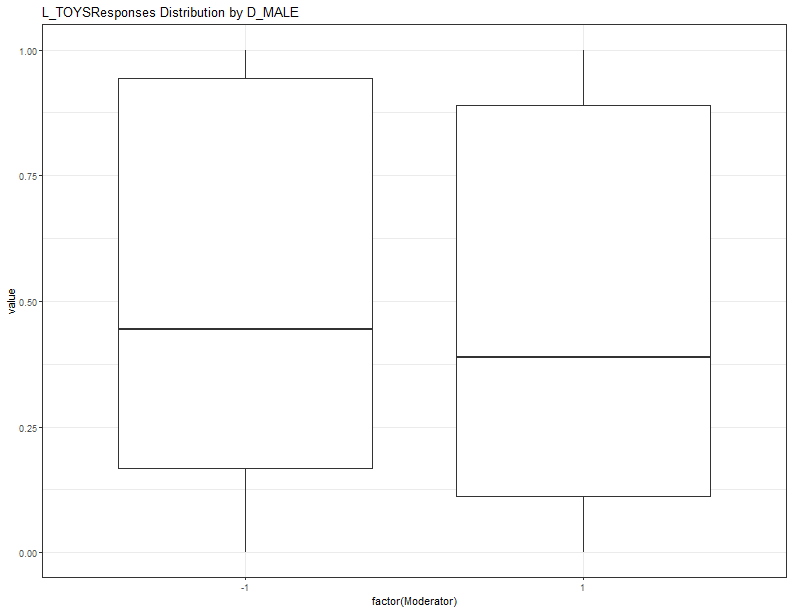 L_TOYSResponses Distribution by D_MALE
value
1.00
0.75
0.50
0.25
0.00
-1
1
factor(Moderator)